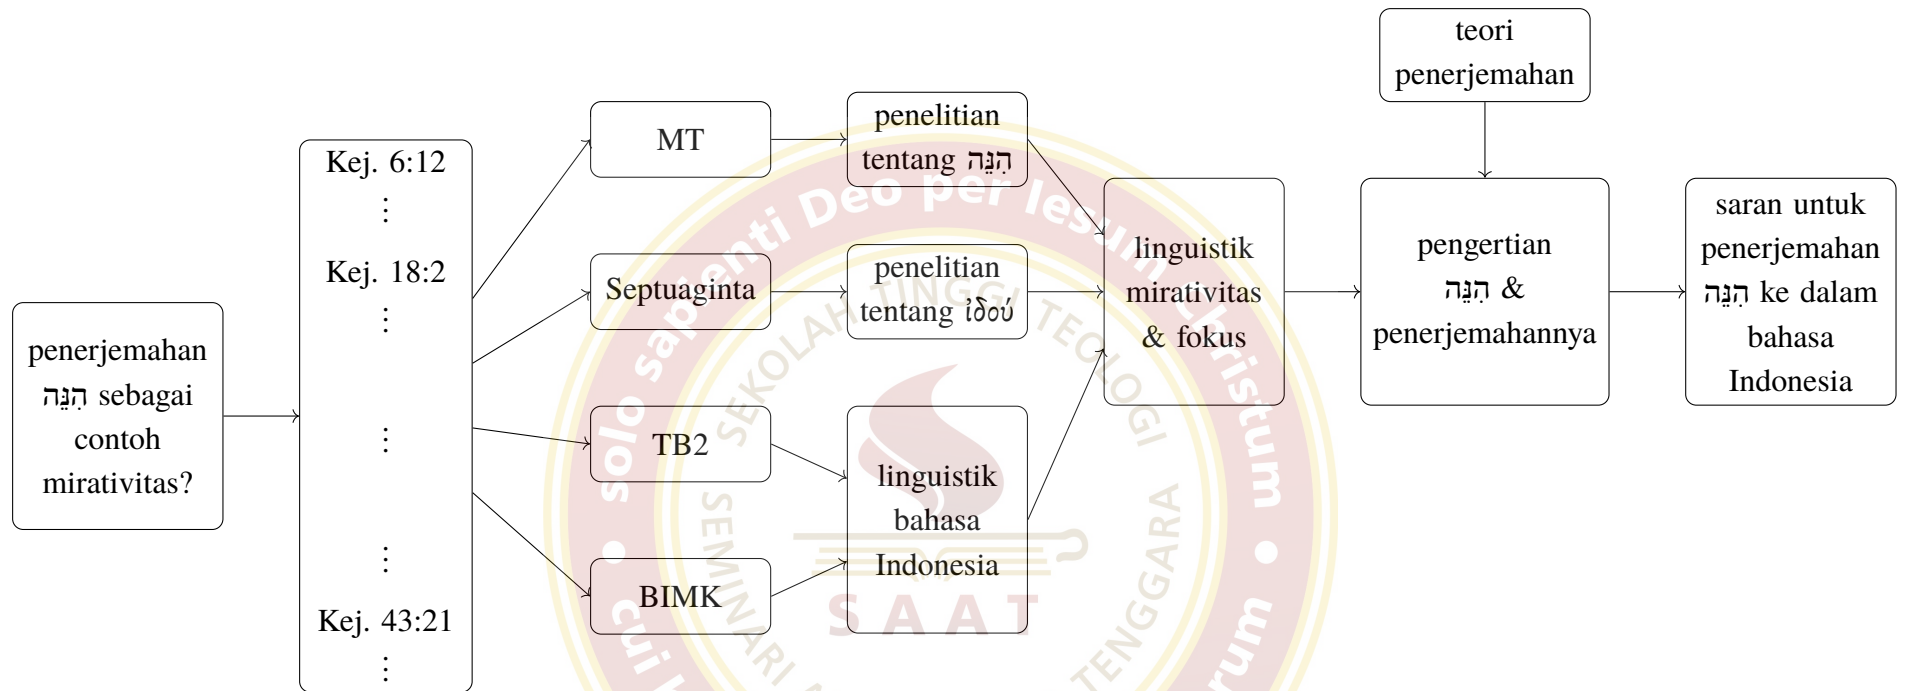 penerjemahan
הִנֵּה sebagai
contoh
mirativitas?
Kej. 6:12
⋮
Kej. 18:2
⋮
⋮
⋮
Kej. 43:21
⋮
MT
Septuaginta
TB2
BIMK
penelitian
tentang הִנֵּה
penelitian
tentang ἰδού
linguistik
bahasa
Indonesia
linguistik
mirativitas
& fokus
teori
penerjemahan
pengertian
הִנֵּה &
penerjemahannya
saran untuk
penerjemahan
הִנֵּה ke dalam
bahasa
Indonesia
solo sapienti Deo per Iesum Christum
SEKOLAH TINGGI TEOLOGI
SEMINARI
TENGGARA
SAAT
cui